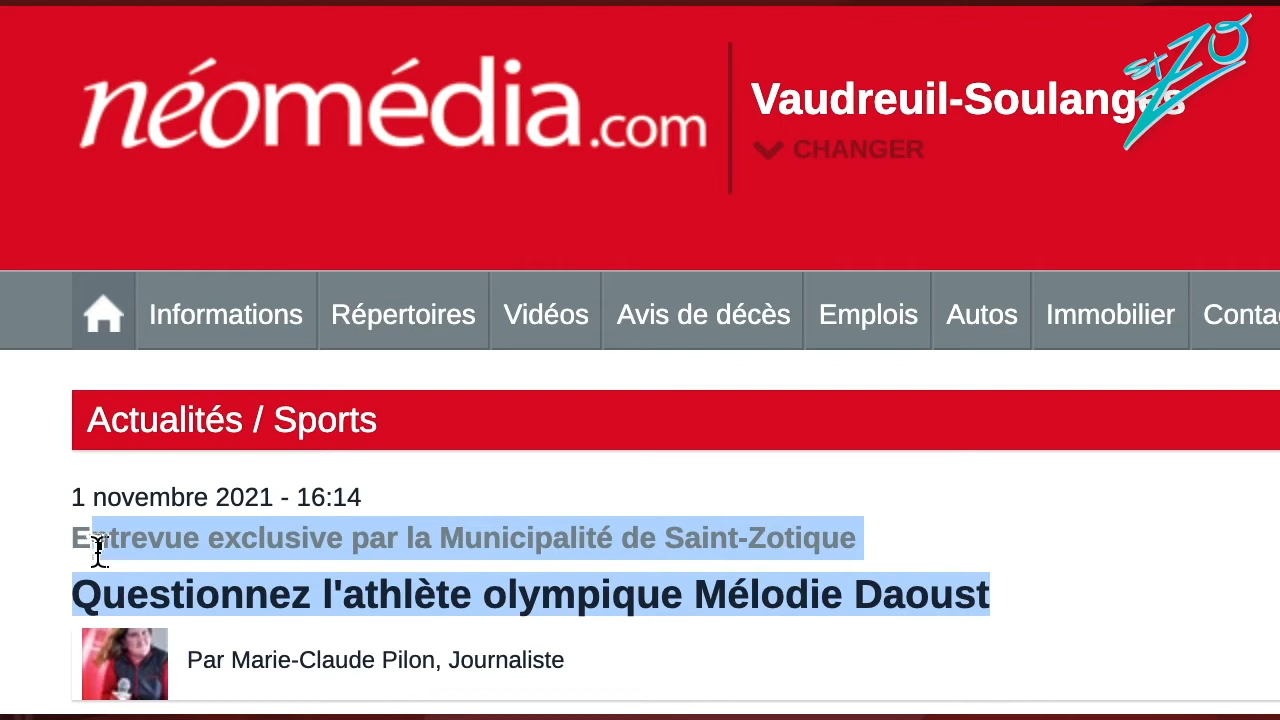 néomédia.com
Vaudreuil-Soulanges
CHANGER
StZO
Informations Répertoires Vidéos Avis de décès Emplois Autos Immobilier Conta
Actualités / Sports
1 novembre 2021 - 16:14
Entrevue exclusive par la Municipalité de Saint-Zotique
Questionnez l'athlète olympique Mélodie Daoust
Par Marie-Claude Pilon, Journaliste